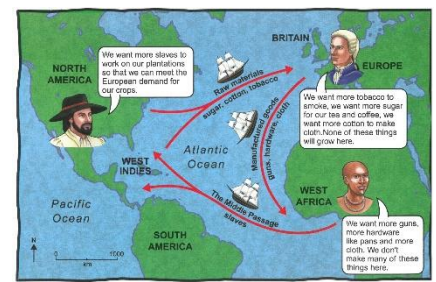 We want more slaves to
work on our plantations
so that we can meet the
European demand for
our crops.
NORTH
AMERICA
BRITAIN
EUROPE
We want more tobacco to
smoke, we want more sugar
for our tea and coffee, we
want more cotton to make
cloth.None of these things
will grow here.
Raw materials
sugar, cotton, tobacco
Manufactured goods
guns, hardware, cloth
Atlantic
Ocean
WEST
INDIES
The Middle Passage
slaves
WEST
AFRICA
Pacific
Ocean
SOUTH
AMERICA
We want more guns,
more hardware
like pans and more
cloth. We don't
make many of these
things here.
N
0
km